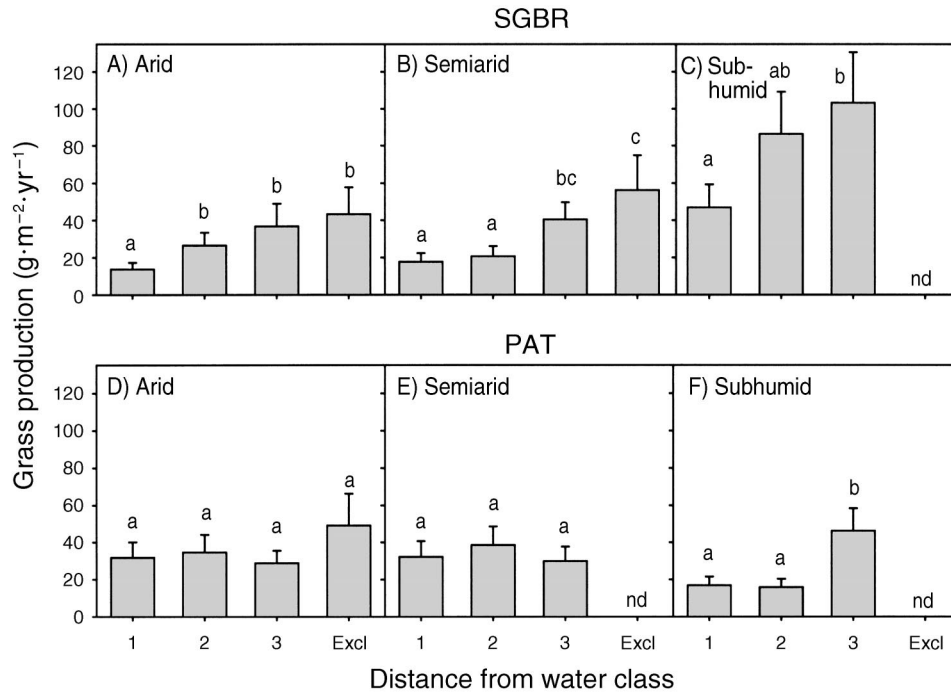 SGBR
A) Arid
B) Semiarid
C) Sub-
humid
120
100
80
60
40
20
0
a
b
b
b
a
a
bc
c
a
ab
b
nd
PAT
D) Arid
E) Semiarid
F) Subhumid
120
100
80
60
40
20
0
a
a
a
a
a
a
a
nd
a
a
b
nd
1 2 3 Excl 1 2 3 Excl 1 2 3 Excl
Distance from water class
Grass production (g·m⁻²·yr⁻¹)